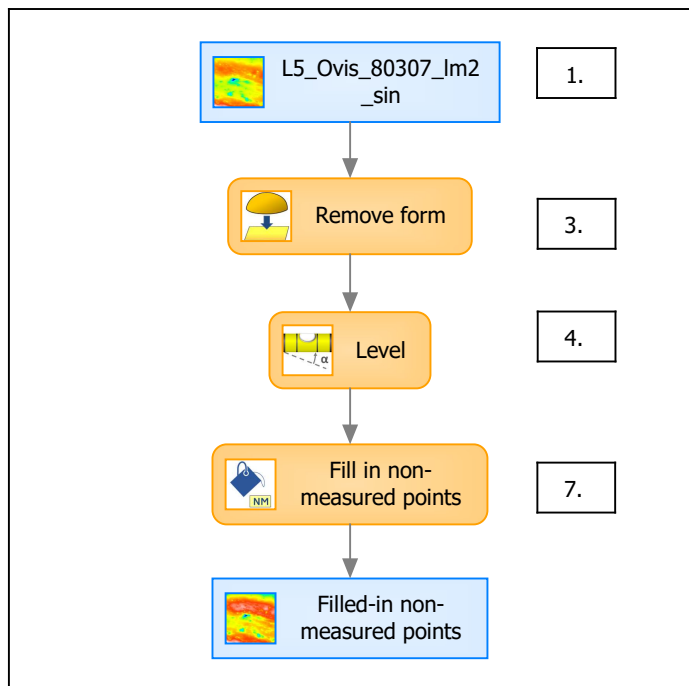 L5_Ovis_80307_lm2
_sin
1.
Remove form
3.
α
Level
4.
Fill in non-
measured points
NM
7.
Filled-in non-
measured points